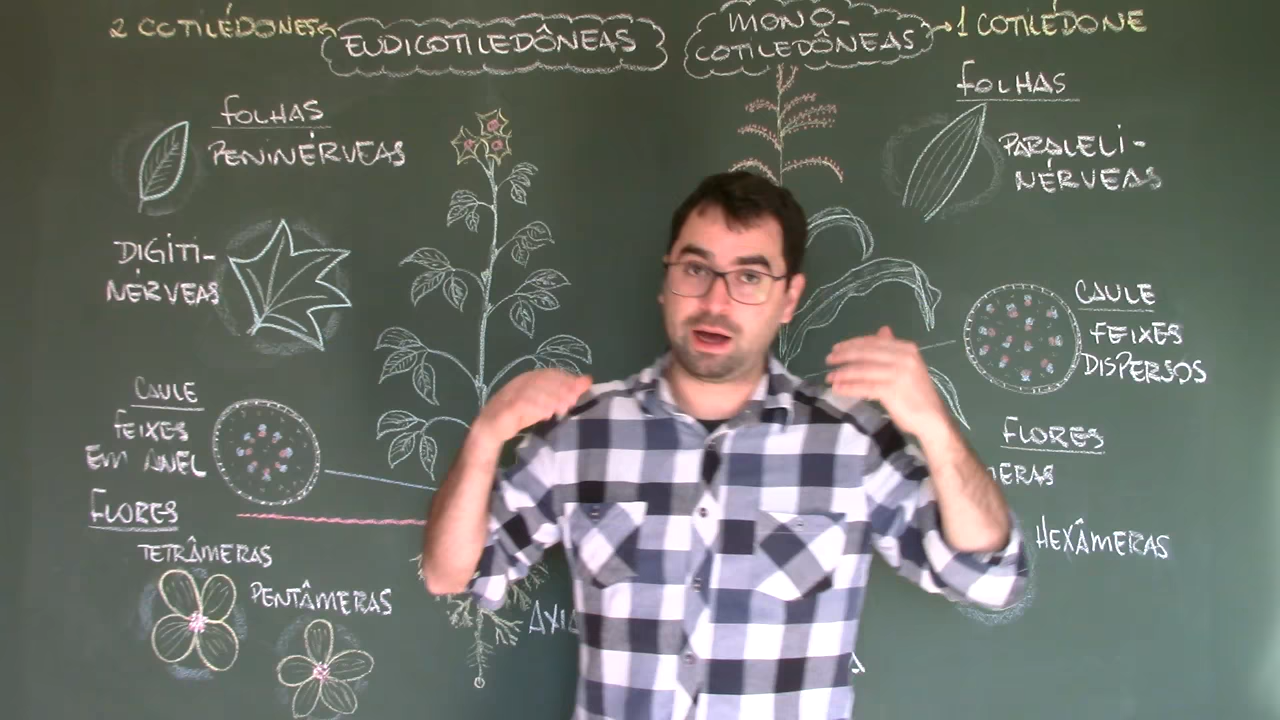 2 COTILÉDONES
EUDICOTILEDÔNEAS
FOLHAS
PENINÉRVEAS
DIGITI-
NÉRVEAS
CAULE
FEIXES
EM ANEL
FLORES
TETRÂMERAS
PENTÂMERAS
MONO-
COTILEDÔNEAS
1 COTILÉDONE
FOLHAS
PARALELI-
NÉRVEAS
CAULE
FEIXES
DISPERSOS
FLORES
HEXÂMERAS